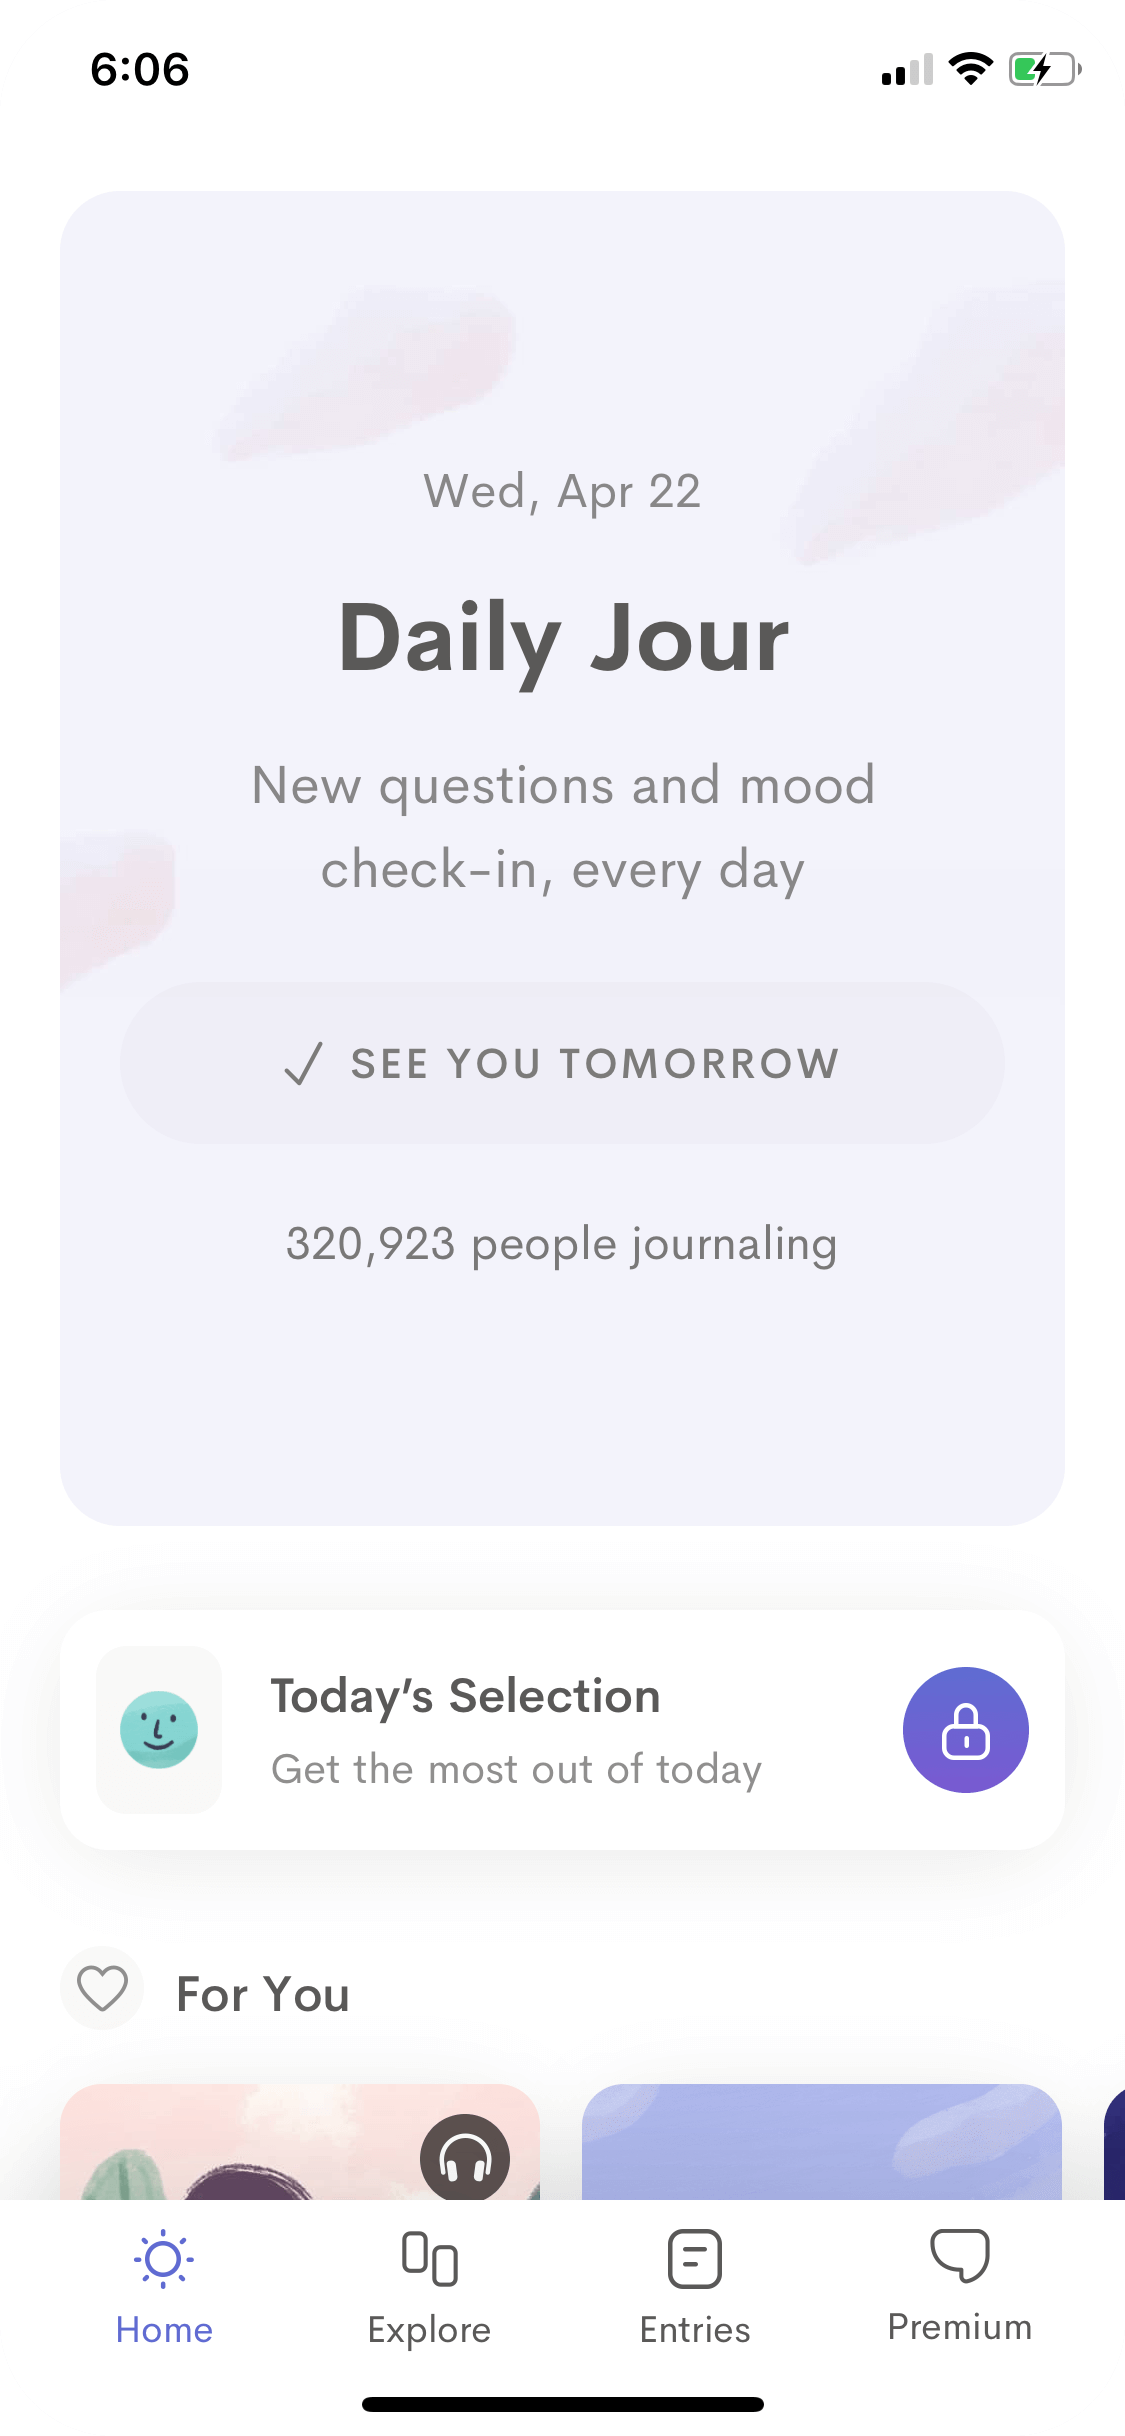 6:06
Wed, Apr 22
Daily Jour
New questions and mood
check-in, every day
SEE YOU TOMORROW
320,923 people journaling
Today's Selection
Get the most out of today
For You
Home
Explore
Entries
Premium